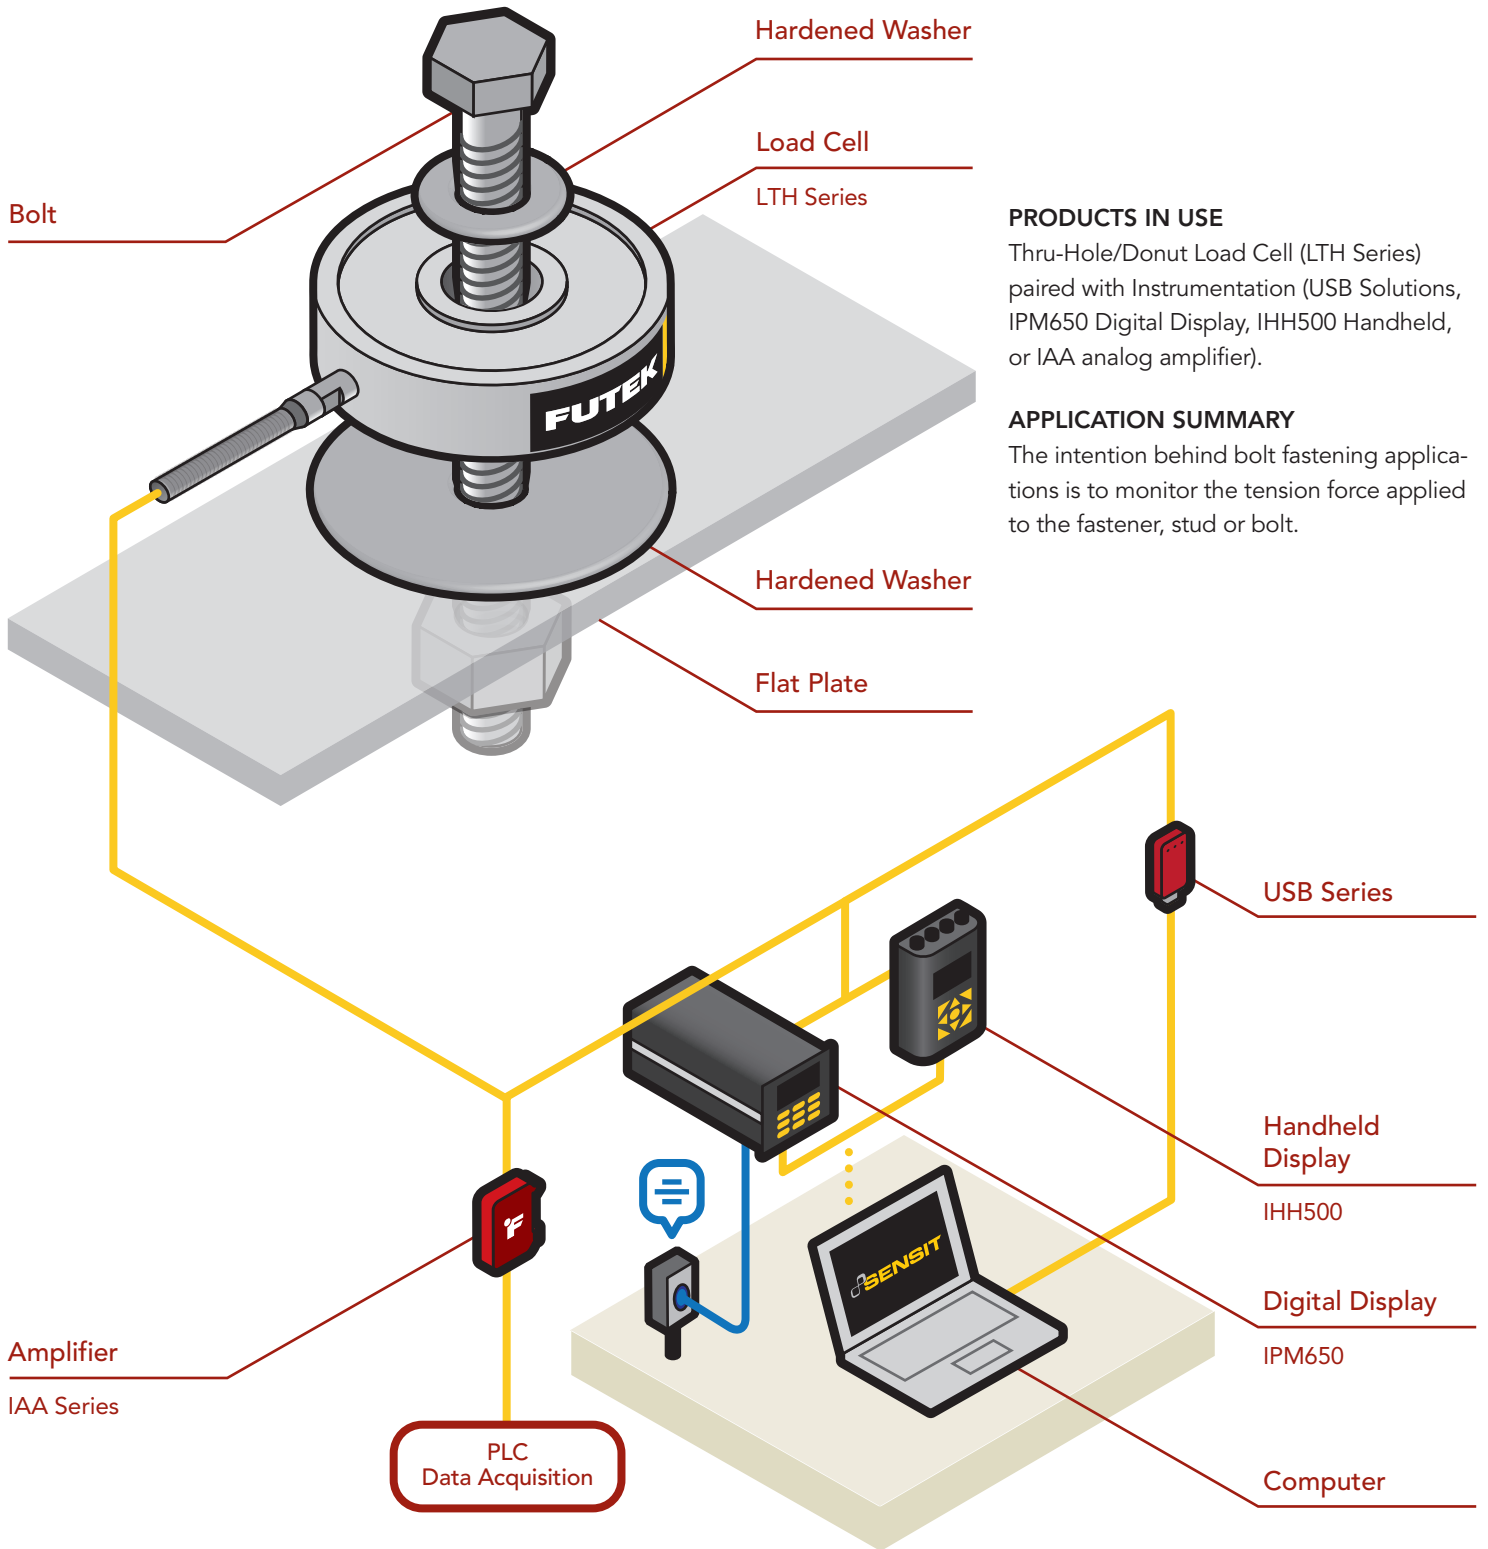 Hardened Washer
Load Cell
LTH Series
Bolt
PRODUCTS IN USE
Thru-Hole/Donut Load Cell (LTH Series)
paired with Instrumentation (USB Solutions,
IPM650 Digital Display, IHH500 Handheld,
or IAA analog amplifier).
APPLICATION SUMMARY
The intention behind bolt fastening applica-
tions is to monitor the tension force applied
to the fastener, stud or bolt.
FUTEK
Hardened Washer
Flat Plate
USB Series
Handheld
Display
IHH500
F
SENSIT
Digital Display
IPM650
Amplifier
IAA Series
PLC
Data Acquisition
Computer